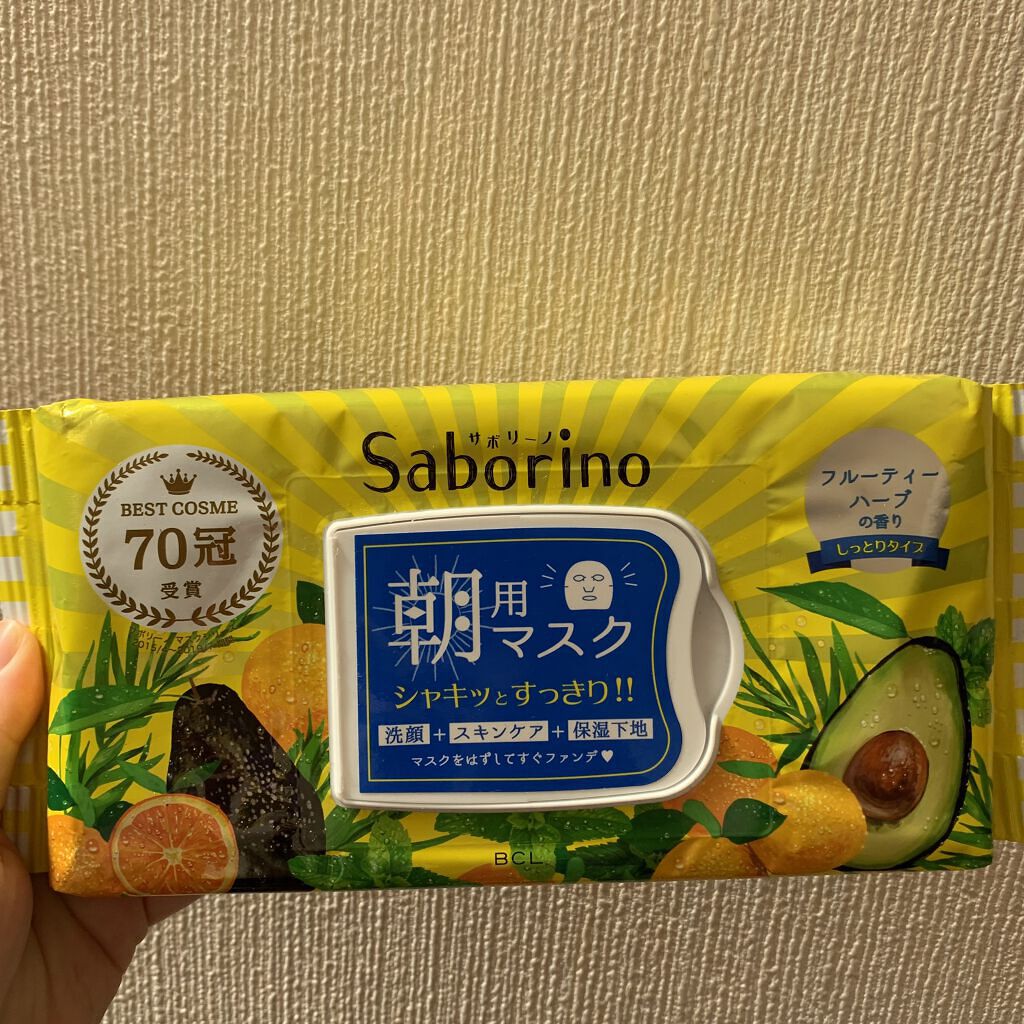 サボリーノ
Saborino
BEST COSME
70冠
受賞
フルーティー
ハーブ
の香り
しっとりタイプ
朝用
マスク
シャキッとすっきり!!
洗顔+スキンケア+保湿下地
マスクをはずしてすぐファンデ♥
BCL